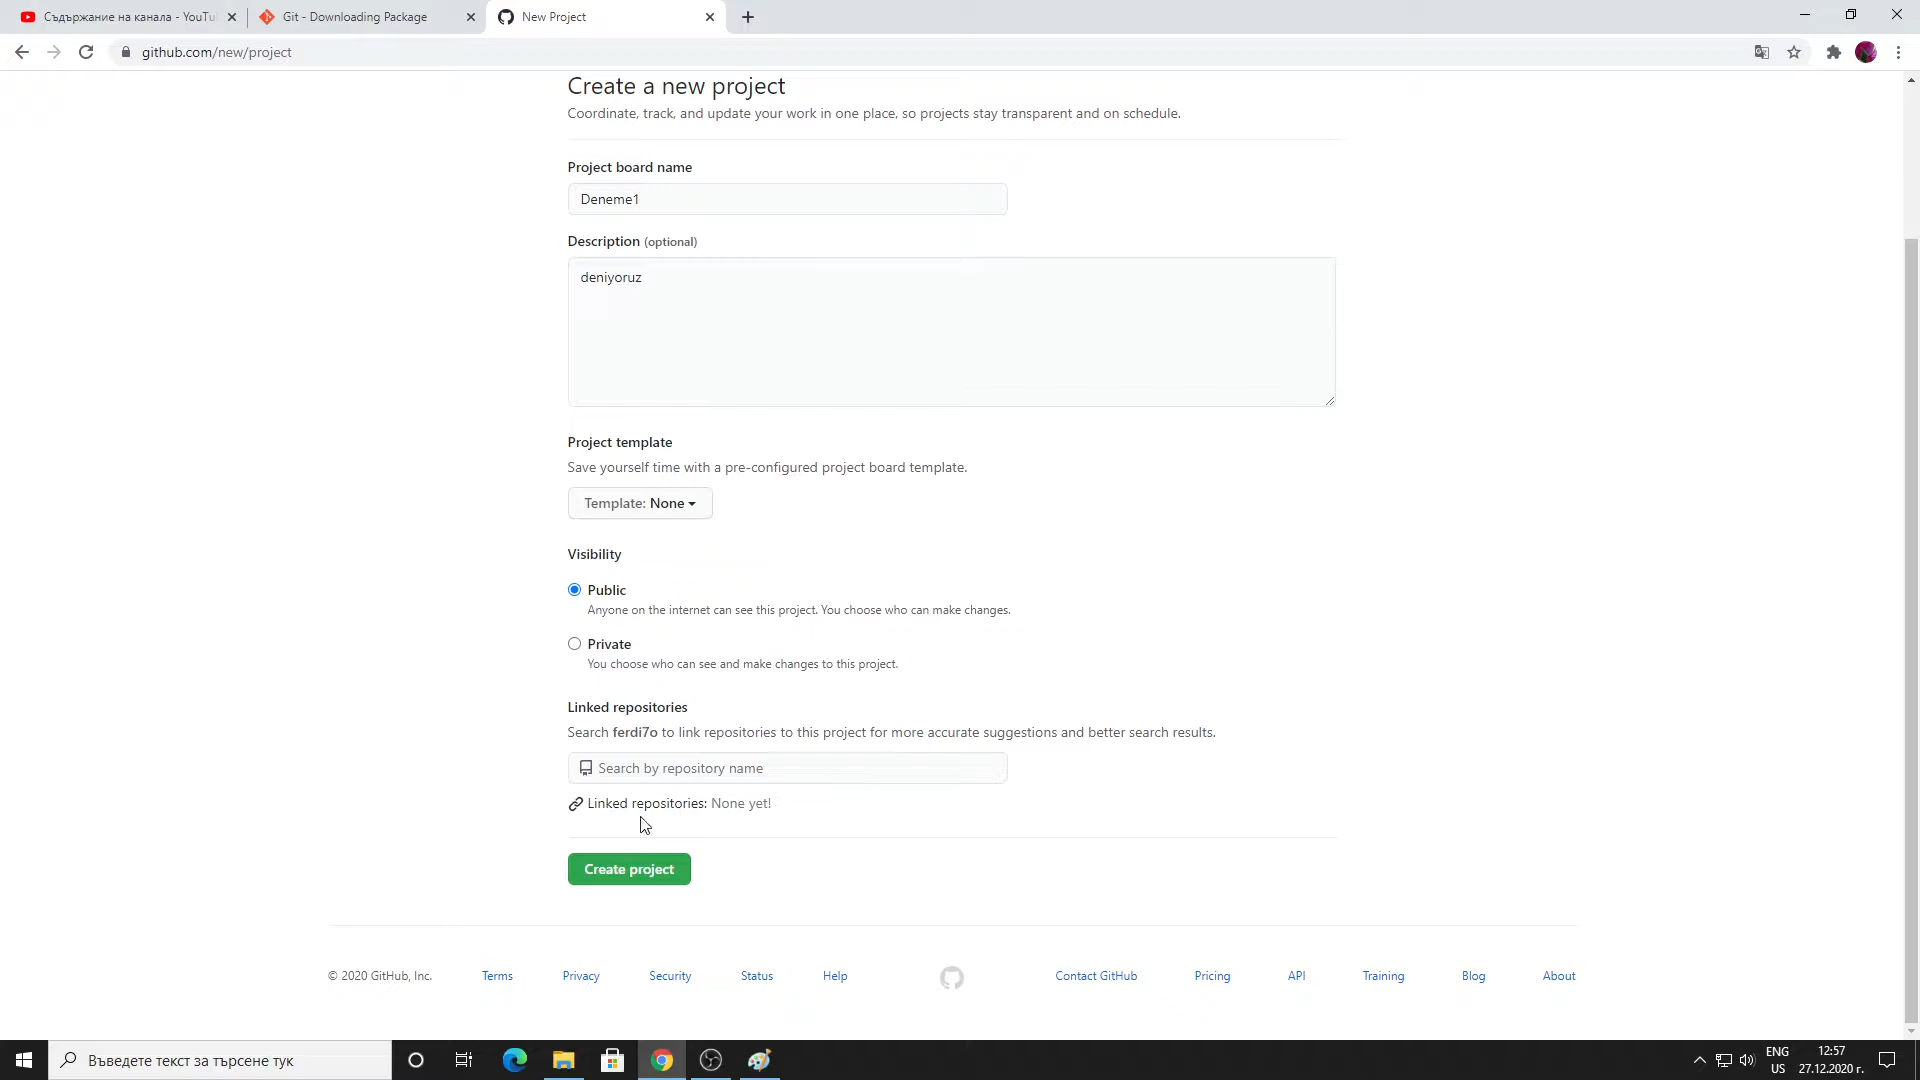 Съдържание на канала - YouTu
Git - Downloading Package
New Project
github.com/new/project
Create a new project
Coordinate, track, and update your work in one place, so projects stay transparent and on schedule.
Project board name
Deneme1
Description (optional)
deniyoruz
Project template
Save yourself time with a pre-configured project board template.
Template: None
Visibility
Public
Anyone on the internet can see this project. You choose who can make changes.
Private
You choose who can see and make changes to this project.
Linked repositories
Search ferdi7o to link repositories to this project for more accurate suggestions and better search results.
Search by repository name
Linked repositories: None yet!
Create project
© 2020 GitHub, Inc. Terms Privacy Security Status Help Contact GitHub Pricing API Training Blog About
Въведете текст за търсене тук
ENG
US
12:57
27.12.2020 г.